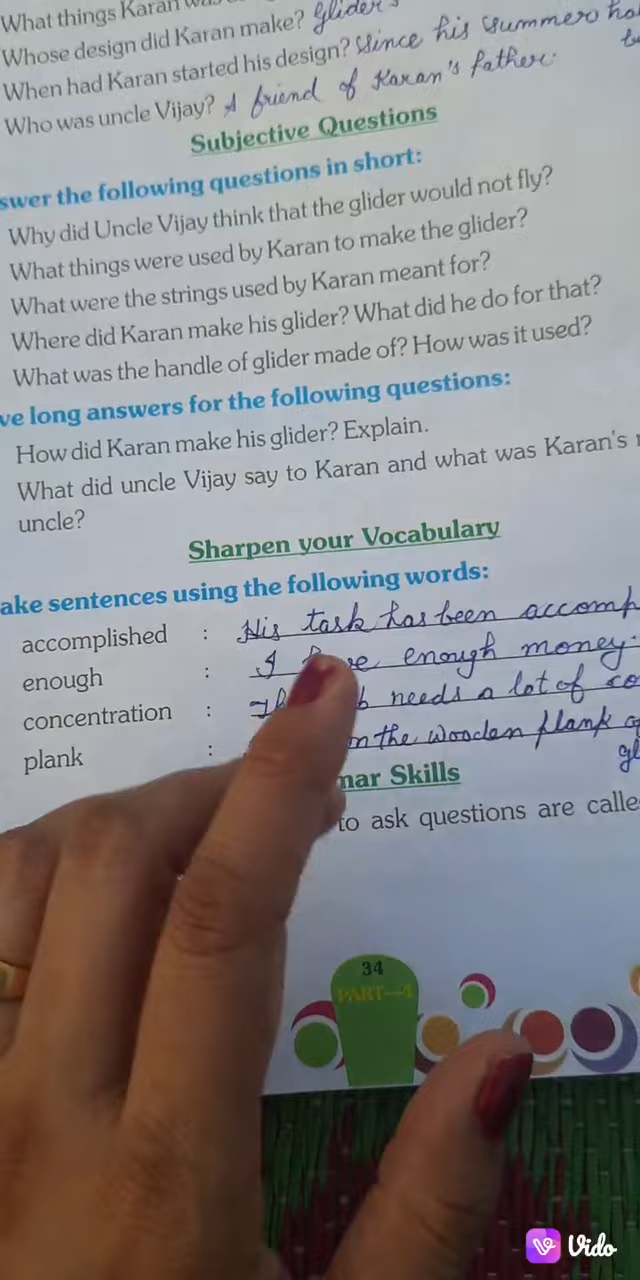 What things Karan
Whose design did Karan make? Glider
When had Karan started his design? Since his summer
Who was uncle Vijay? A friend of Karan's father.
Subjective Questions
swer the following questions in short:
Why did Uncle Vijay think that the glider would not fly?
What things were used by Karan to make the glider?
What were the strings used by Karan meant for?
Where did Karan make his glider? What did he do for that?
What was the handle of glider made of? How was it used?
ve long answers for the following questions:
How did Karan make his glider? Explain.
What did uncle Vijay say to Karan and what was Karan's
uncle?
Sharpen your Vocabulary
ake sentences using the following words:
accomplished : His task has been accomp
enough : I enough money.
concentration : needs a lot of co
plank : on the wooden plank
mar Skills
to ask questions are calle
34
PART—4
Vido